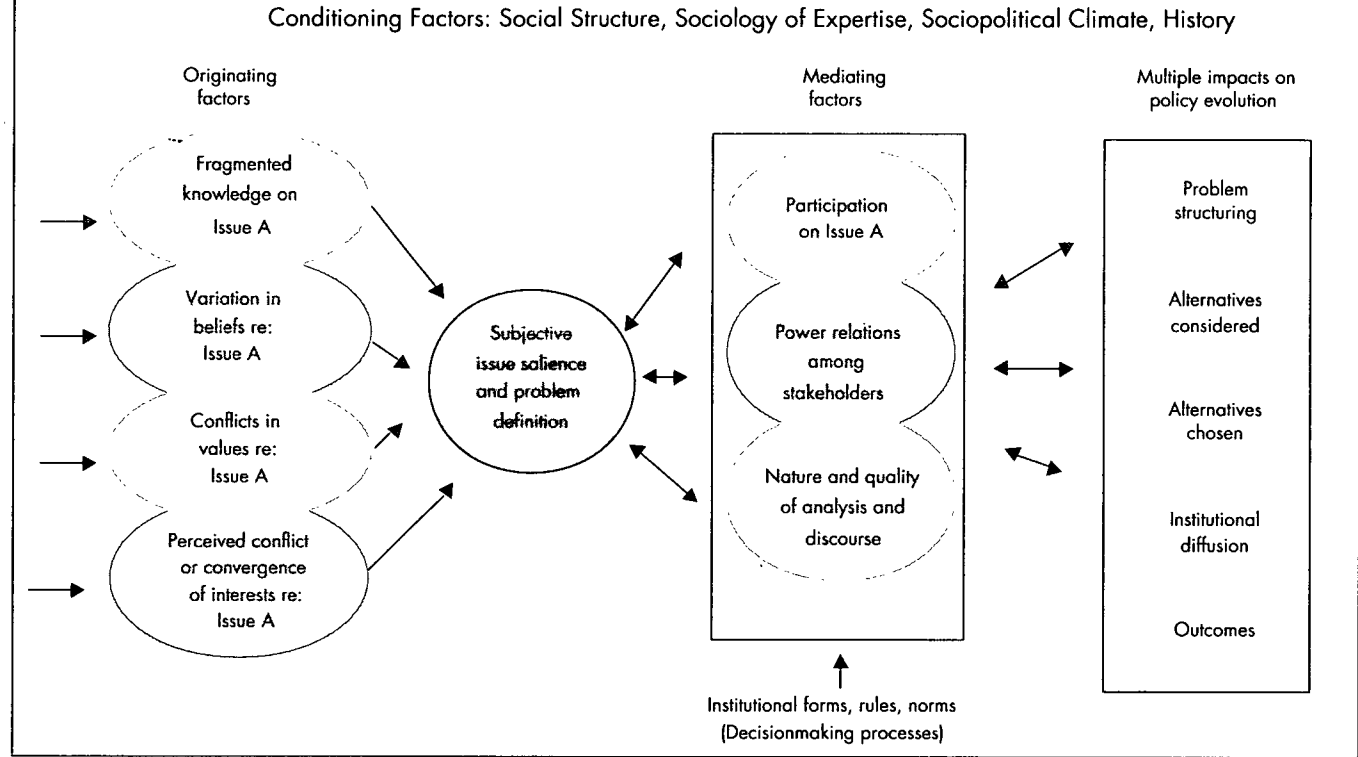 Conditioning Factors: Social Structure, Sociology of Expertise, Sociopolitical Climate, History
Originating
factors
Fragmented
knowledge on
Issue A
Variation in
beliefs re:
Issue A
Conflicts in
values re:
Issue A
Perceived conflict
or convergence
of interests re:
Issue A
Subjective
issue salience
and problem
definition
Mediating
factors
Participation
on Issue A
Power relations
among
stakeholders
Nature and quality
of analysis and
discourse
Institutional forms, rules, norms
(Decisionmaking processes)
Multiple impacts on
policy evolution
Problem
structuring
Alternatives
considered
Alternatives
chosen
Institutional
diffusion
Outcomes